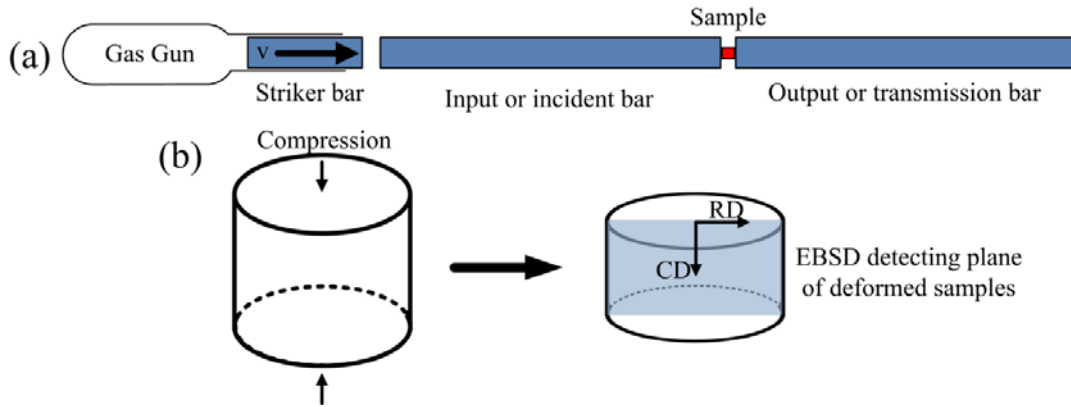 (a)
Gas Gun
v
Sample
Striker bar
Input or incident bar
Output or transmission bar
(b)
Compression
RD
CD
EBSD detecting plane
of deformed samples